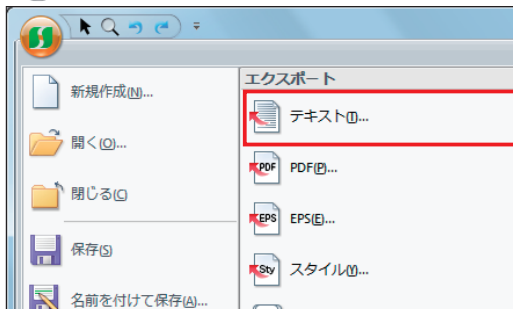 新規作成(N)...
開く(O)...
閉じる(C)
保存(S)
名前を付けて保存(A)...
エクスポート
テキスト(T)...
PDF
PDF(P)...
EPS
EPS(E)...
Sty
スタイル(Y)...